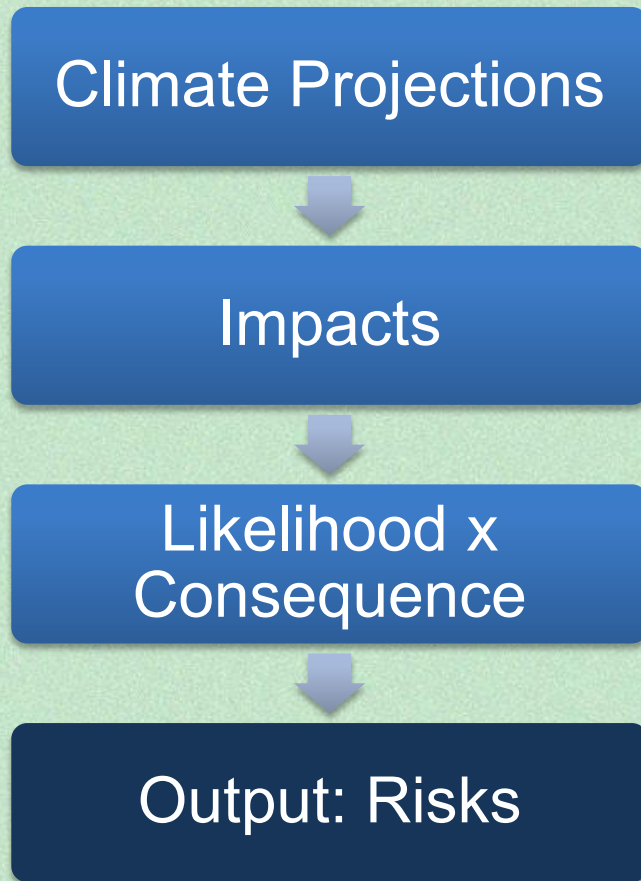 Climate Projections
Impacts
Likelihood x
Consequence
Output: Risks